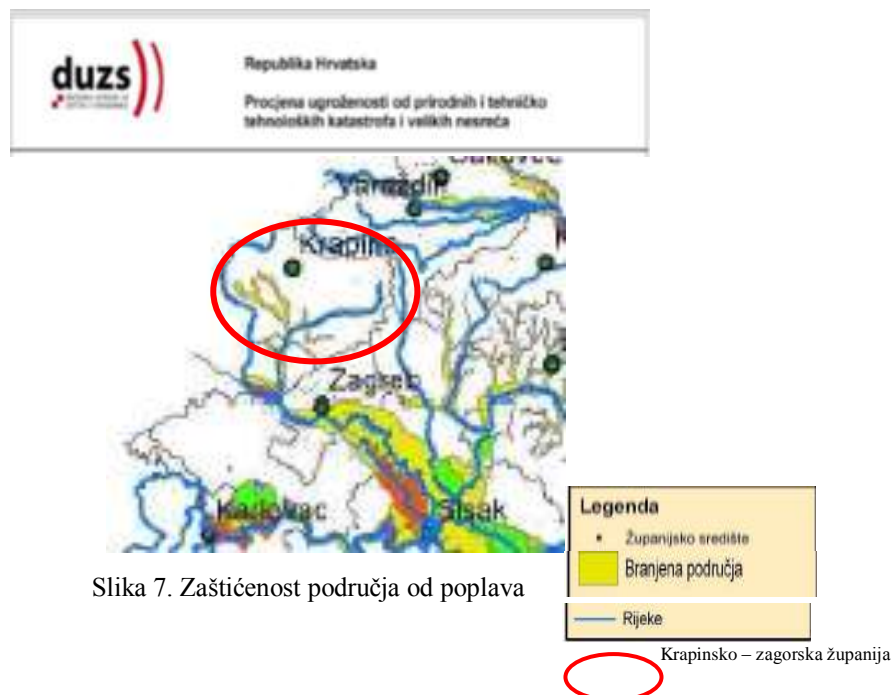 duzs
Republika Hrvatska
Procjena ugroženosti od prirodnih i tehničko
tehnoloških katastrofa i velikih nesreća
Varaždin
Krapina
Zagreb
Karlovac
Sisak
Slika 7. Zaštićenost područja od poplava
Legenda
Županijsko središte
Branjena područja
Rijeke
Krapinsko – zagorska županija